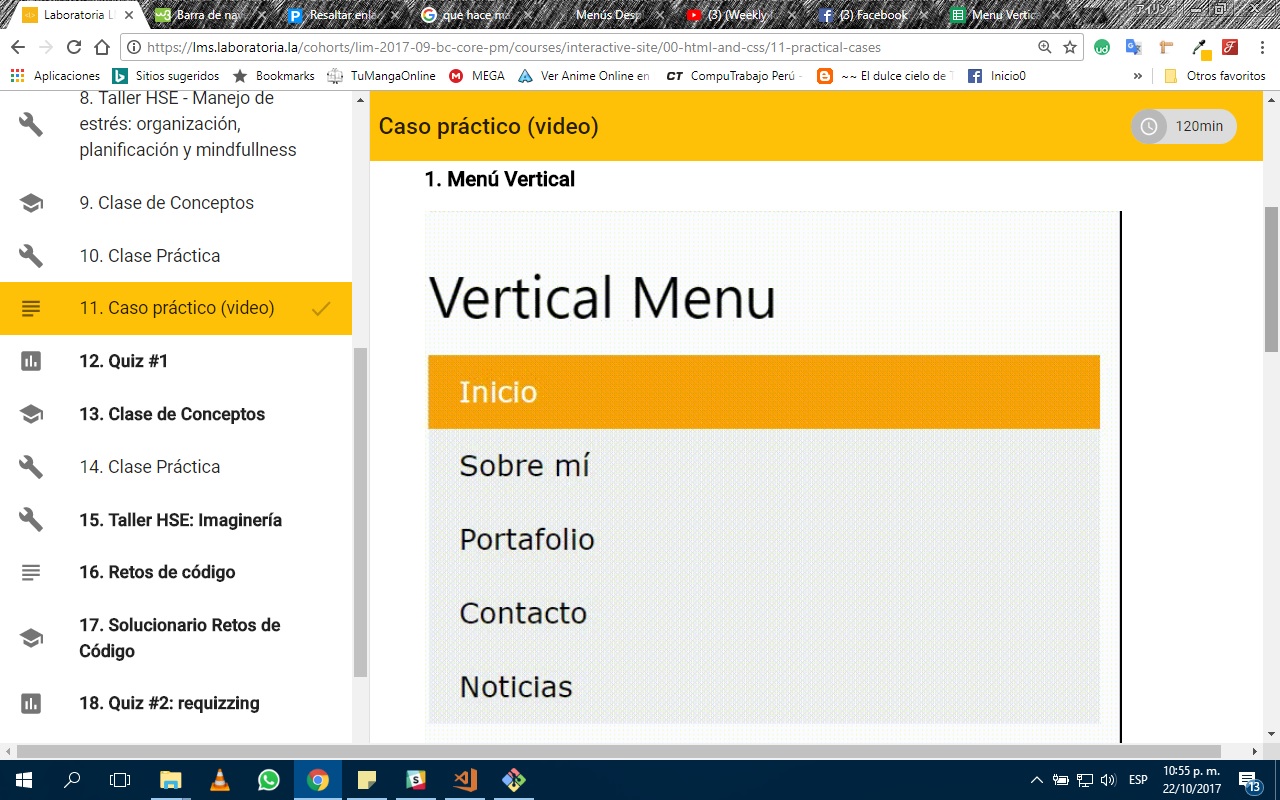 Laboratoria L
Barra de nav
Resaltar enla
que hace ma
Menús Desp
(3) (Weekly
(3) Facebook
Menu Vertic
https://lms.laboratoria.la/cohorts/lim-2017-09-bc-core-pm/courses/interactive-site/00-html-and-css/11-practical-cases
Aplicaciones
Sitios sugeridos
Bookmarks
TuMangaOnline
MEGA
Ver Anime Online en
CT CompuTrabajo Perú -
~~ El dulce cielo de
Inicio0
»
Otros favoritos
8. Taller HSE - Manejo de
estrés: organización,
planificación y mindfullness
9. Clase de Conceptos
10. Clase Práctica
11. Caso práctico (video)
12. Quiz #1
13. Clase de Conceptos
14. Clase Práctica
15. Taller HSE: Imaginería
16. Retos de código
17. Solucionario Retos de
Código
18. Quiz #2: requizzing
Caso práctico (video)
120min
1. Menú Vertical
Vertical Menu
Inicio
Sobre mí
Portafolio
Contacto
Noticias
ESP
10:55 p. m.
22/10/2017
13